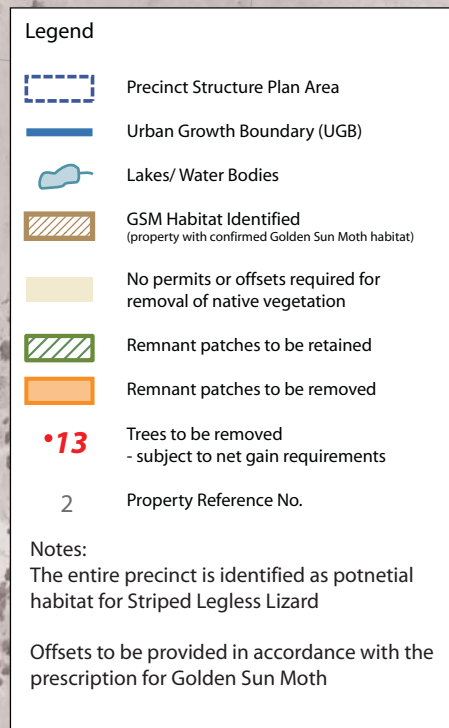 Legend
Precinct Structure Plan Area
Urban Growth Boundary (UGB)
Lakes/ Water Bodies
GSM Habitat Identified
(property with confirmed Golden Sun Moth habitat)
No permits or offsets required for
removal of native vegetation
Remnant patches to be retained
Remnant patches to be removed
•13 Trees to be removed
- subject to net gain requirements
2 Property Reference No.
Notes:
The entire precinct is identified as potnetial
habitat for Striped Legless Lizard
Offsets to be provided in accordance with the
prescription for Golden Sun Moth